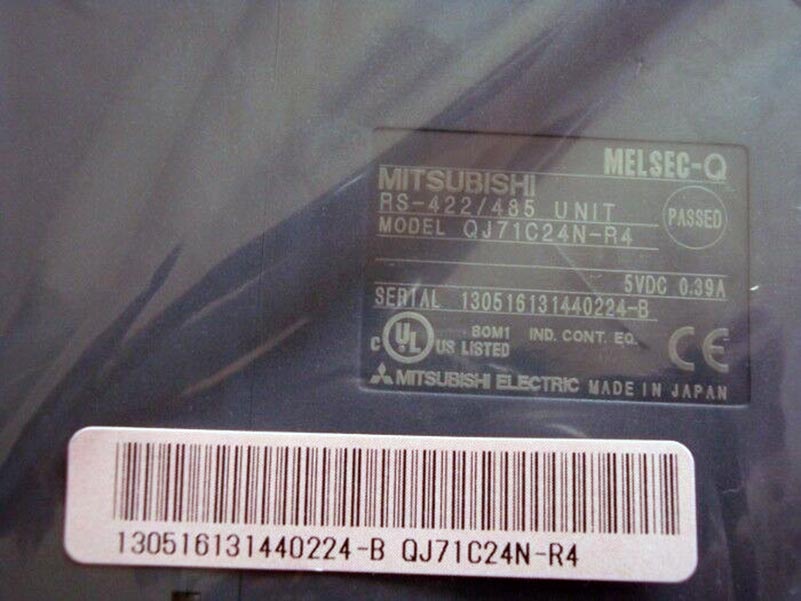 MELSEC-Q
MITSUBISHI
RS-422/485 UNIT
MODEL QJ71C24N-R4
PASSED
5VDC 0.39A
SERIAL 130516131440224-B
C UL US LISTED 80M1 IND. CONT. EQ. CE
MITSUBISHI ELECTRIC MADE IN JAPAN
130516131440224-B QJ71C24N-R4